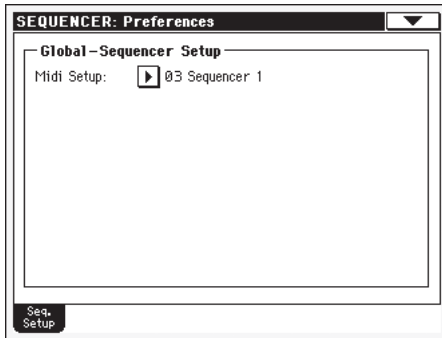 SEQUENCER: Preferences
Global-Sequencer Setup
Midi Setup: 03 Sequencer 1
Seq.
Setup